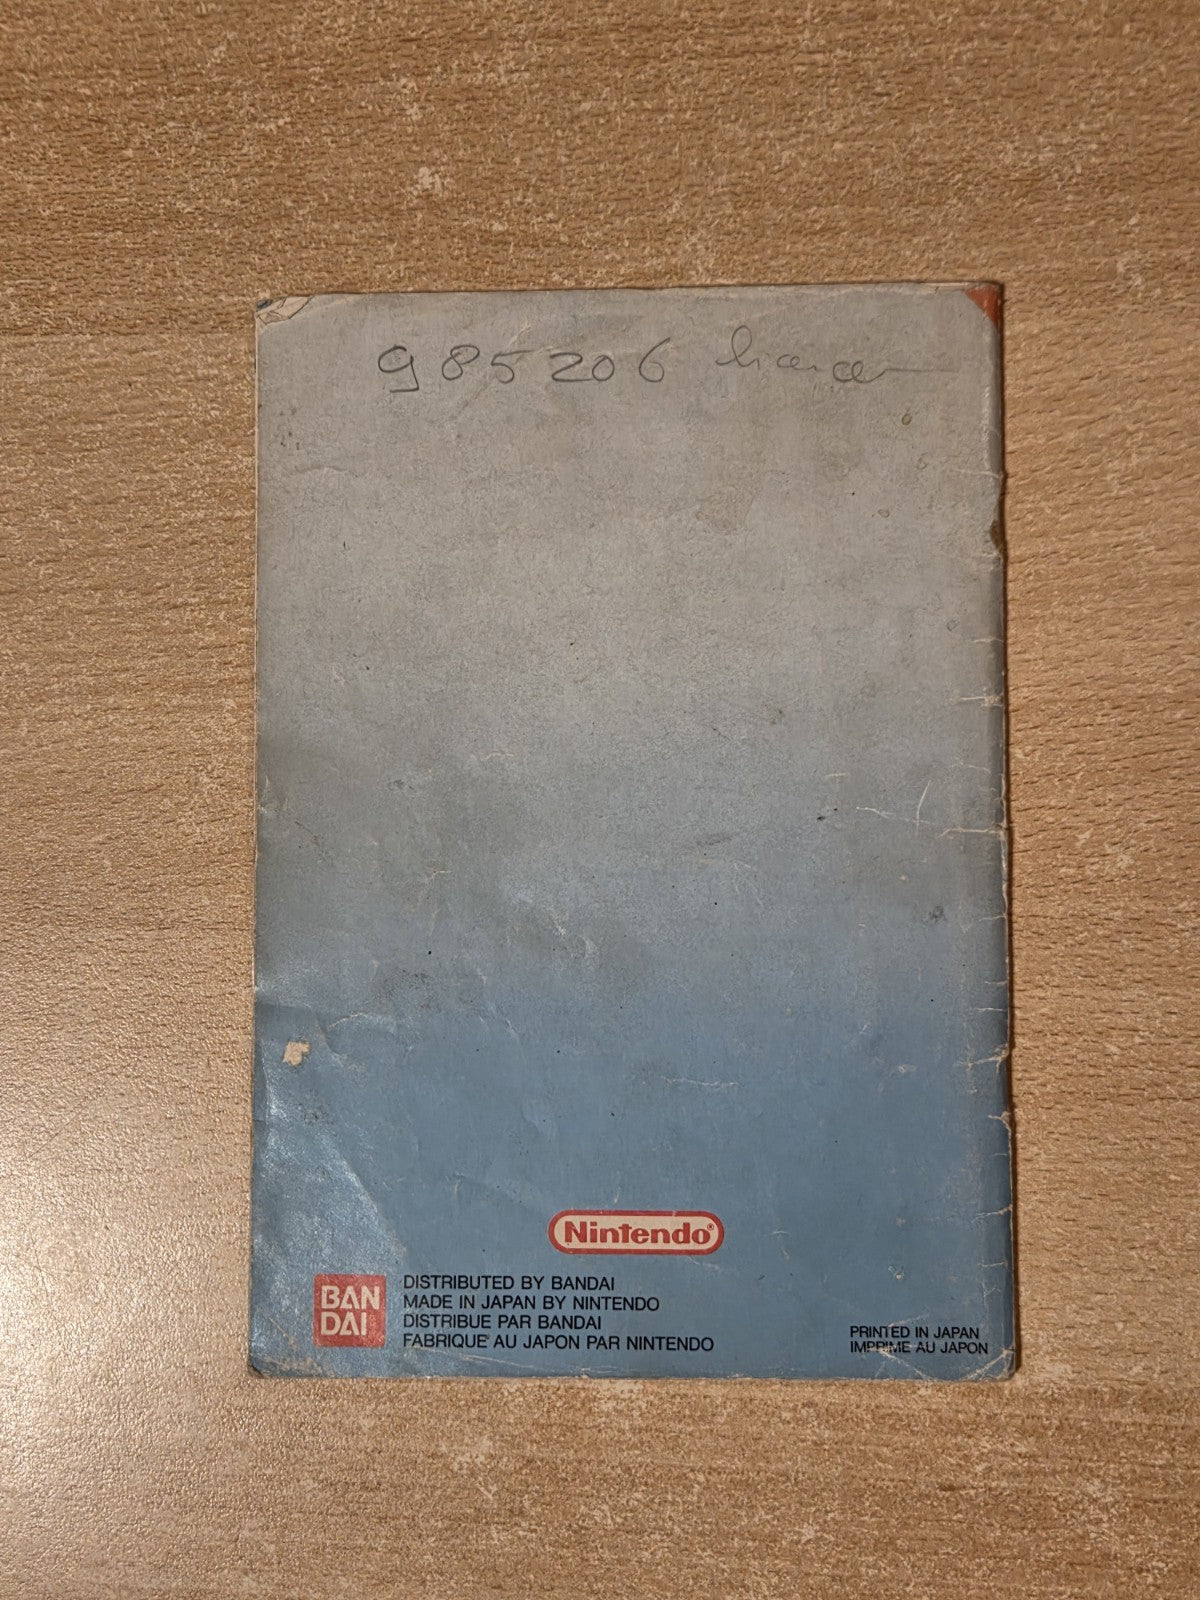 985206
Nintendo®
BAN
DAI
DISTRIBUTED BY BANDAI
MADE IN JAPAN BY NINTENDO
DISTRIBUE PAR BANDAI
FABRIQUE AU JAPON PAR NINTENDO
PRINTED IN JAPAN
IMPRIME AU JAPON